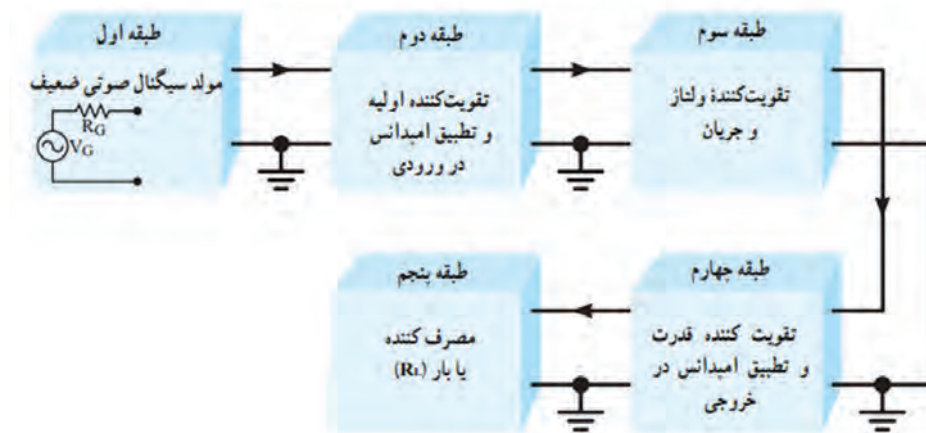 طبقه اول
مولد سیگنال صوتی ضعیف
RG
VG
طبقه دوم
تقویت‌کننده اولیه
و تطبیق امپدانس
در ورودی
طبقه سوم
تقویت‌کنندهٔ ولتاژ
و جریان
طبقه چهارم
تقویت کننده قدرت
و تطبیق امپدانس در
خروجی
طبقه پنجم
مصرف کننده
یا بار (RL)